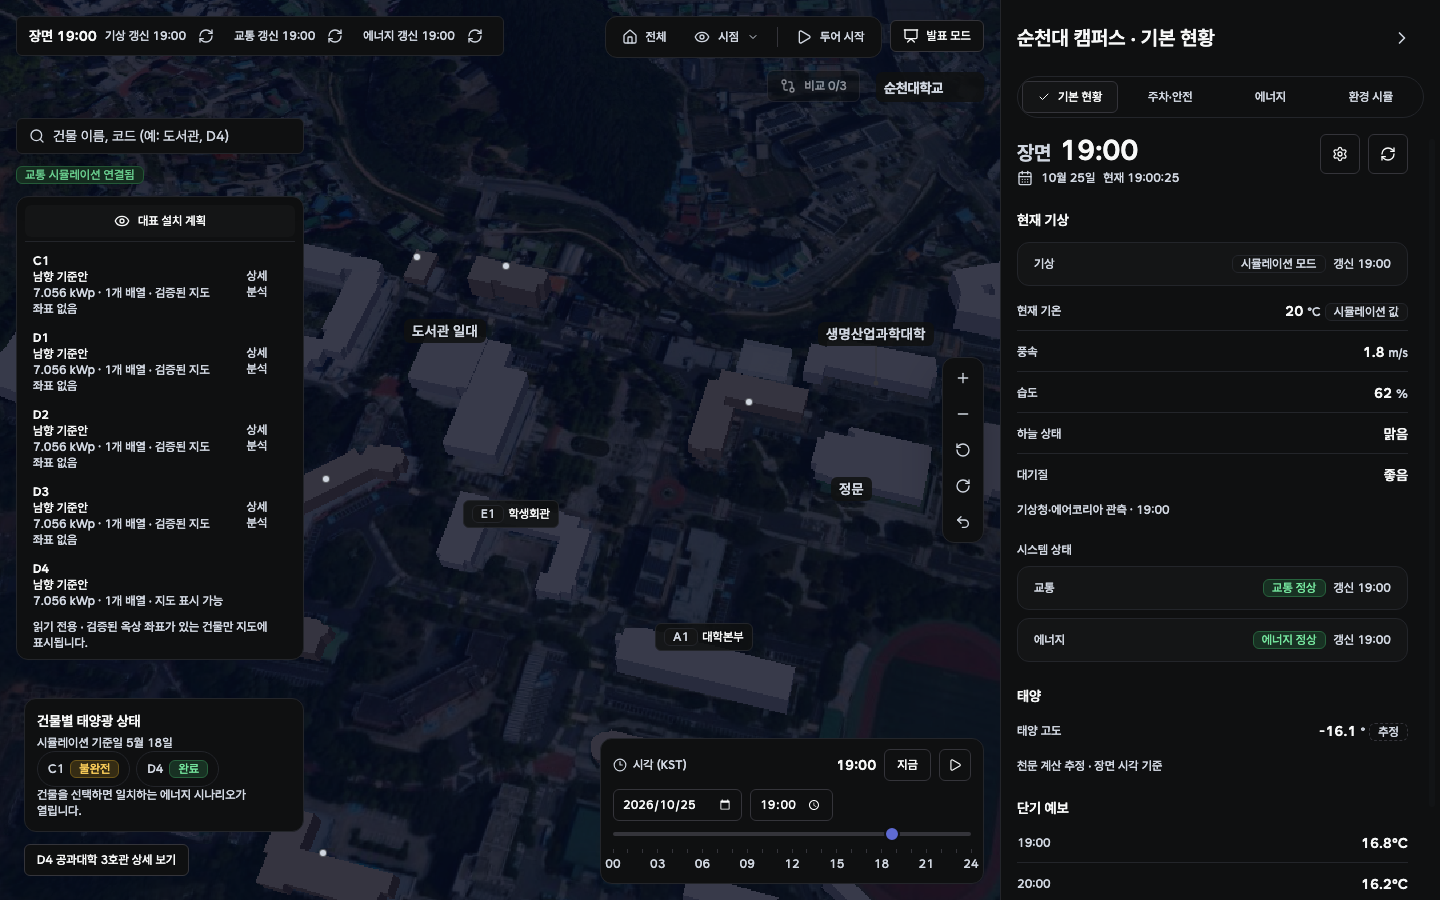 장면 19:00 기상 갱신 19:00 교통 갱신 19:00 에너지 갱신 19:00
전체 시점 투어 시작 발표 모드
비교 0/3 순천대학교
건물 이름, 코드 (예: 도서관, D4)
교통 시뮬레이션 연결됨
대표 설치 계획
C1
남향 기준안
7.056 kWp · 1개 배열 · 검증된 지도
좌표 없음
상세
분석
D1
남향 기준안
7.056 kWp · 1개 배열 · 검증된 지도
좌표 없음
상세
분석
D2
남향 기준안
7.056 kWp · 1개 배열 · 검증된 지도
좌표 없음
상세
분석
D3
남향 기준안
7.056 kWp · 1개 배열 · 검증된 지도
좌표 없음
상세
분석
D4
남향 기준안
7.056 kWp · 1개 배열 · 지도 표시 가능
읽기 전용 · 검증된 옥상 좌표가 있는 건물만 지도에
표시됩니다.
건물별 태양광 상태
시뮬레이션 기준일 5월 18일
C1 불완전 D4 완료
건물을 선택하면 일치하는 에너지 시나리오가
열립니다.
D4 공과대학 3호관 상세 보기
도서관 일대
생명산업과학대학
정문
E1 학생회관
A1 대학본부
시각 (KST) 19:00 지금
2026/10/25 19:00
00 03 06 09 12 15 18 21 24
순천대 캠퍼스 · 기본 현황
기본 현황 주차·안전 에너지 환경 시뮬
장면 19:00
10월 25일 현재 19:00:25
현재 기상
기상 시뮬레이션 모드 갱신 19:00
현재 기온 20 °C 시뮬레이션 값
풍속 1.8 m/s
습도 62 %
하늘 상태 맑음
대기질 좋음
기상청·에어코리아 관측 · 19:00
시스템 상태
교통 교통 정상 갱신 19:00
에너지 에너지 정상 갱신 19:00
태양
태양 고도 -16.1 ° 추정
천문 계산 추정 · 장면 시각 기준
단기 예보
19:00 16.8°C
20:00 16.2°C